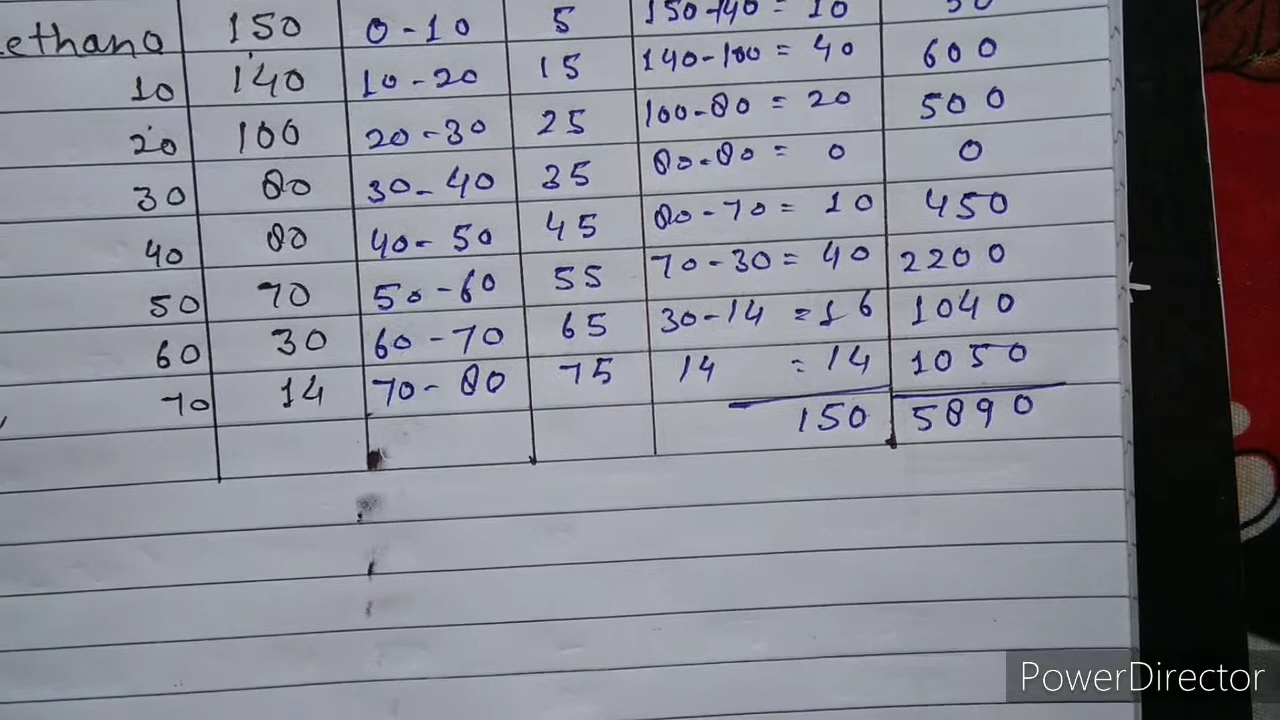 ethano 150 0-10 5 150-140 = 10 50
10 140 10-20 15 140-100 = 40 600
20 100 20-30 25 100-80 = 20 500
30 80 30-40 35 80-80 = 0 0
40 80 40-50 45 80-70 = 10 450
50 70 50-60 55 70-30 = 40 2200
60 30 60-70 65 30-14 = 16 1040
70 14 70-80 75 14 = 14 1050
150 5890
PowerDirector